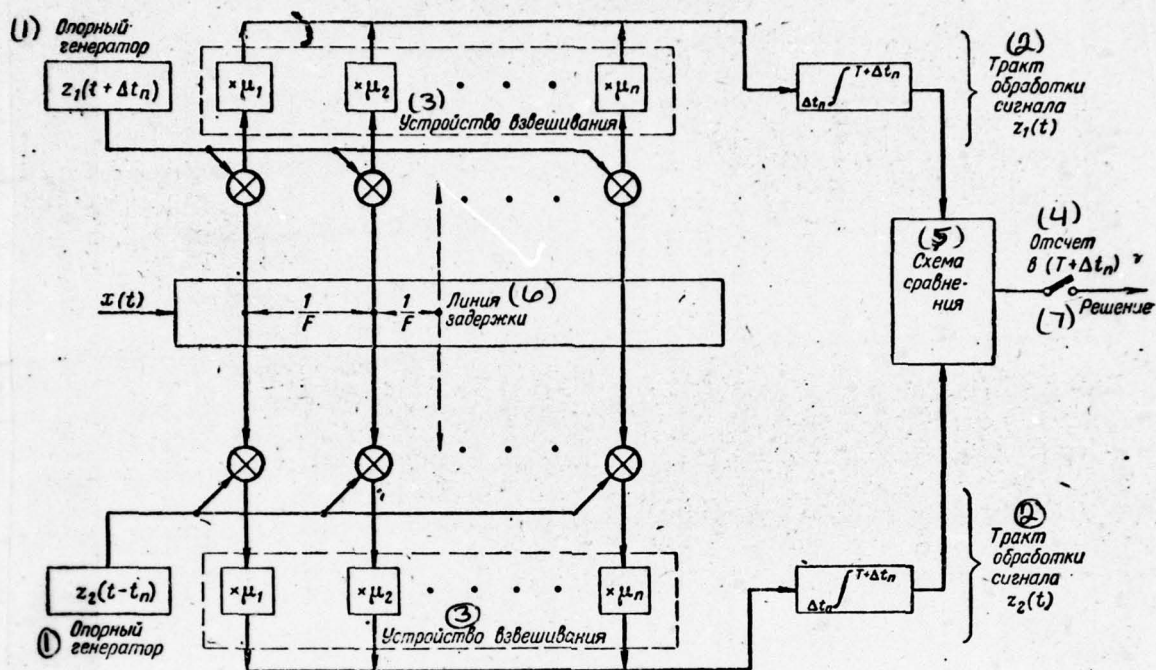 (1) Опорный
генератор
z₁(t + Δtₙ)
×μ₁
×μ₂
×μₙ
(3)
Устройство взвешивания
Δtₙ ∫ T+Δtₙ
(2)
Тракт
обработки
сигнала
z₁(t)
x(t)
1/F
1/F
Линия (6)
задержки
(5)
Схема
сравне-
ния
(4)
Отсчет
в (T+Δtₙ)
(7) Решение
z₂(t-tₙ)
(1) Опорный
генератор
×μ₁
×μ₂
×μₙ
(3)
Устройство взвешивания
Δtₙ ∫ T+Δtₙ
(2)
Тракт
обработки
сигнала
z₂(t)